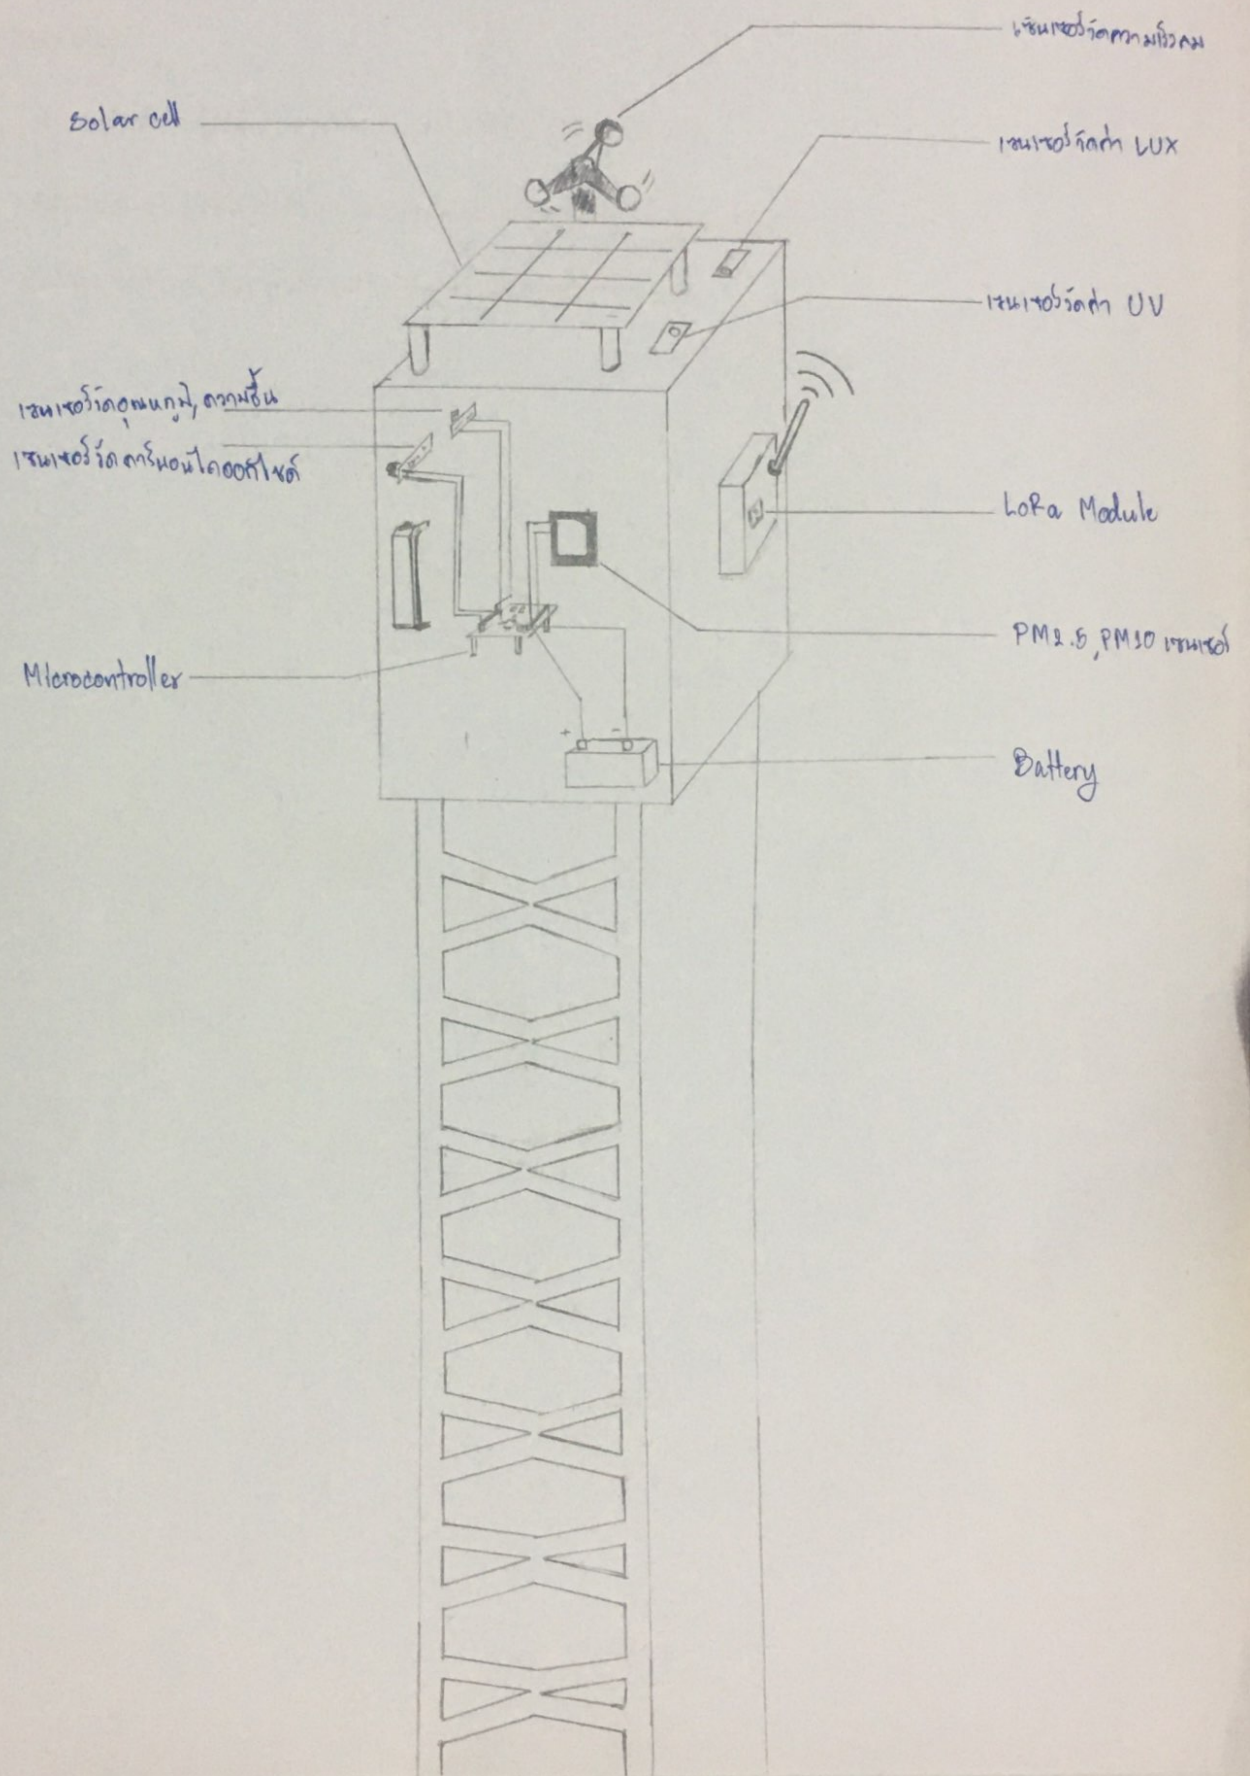 เซ็นเซอร์วัดความเร็วลม
Solar cell
เซนเซอร์วัดค่า LUX
เซนเซอร์วัดค่า UV
เซนเซอร์วัดอุณหภูมิ, ความชื้น
เซนเซอร์วัดคาร์บอนไดออกไซด์
LoRa Module
PM2.5, PM10 เซนเซอร์
Microcontroller
+ -
Battery